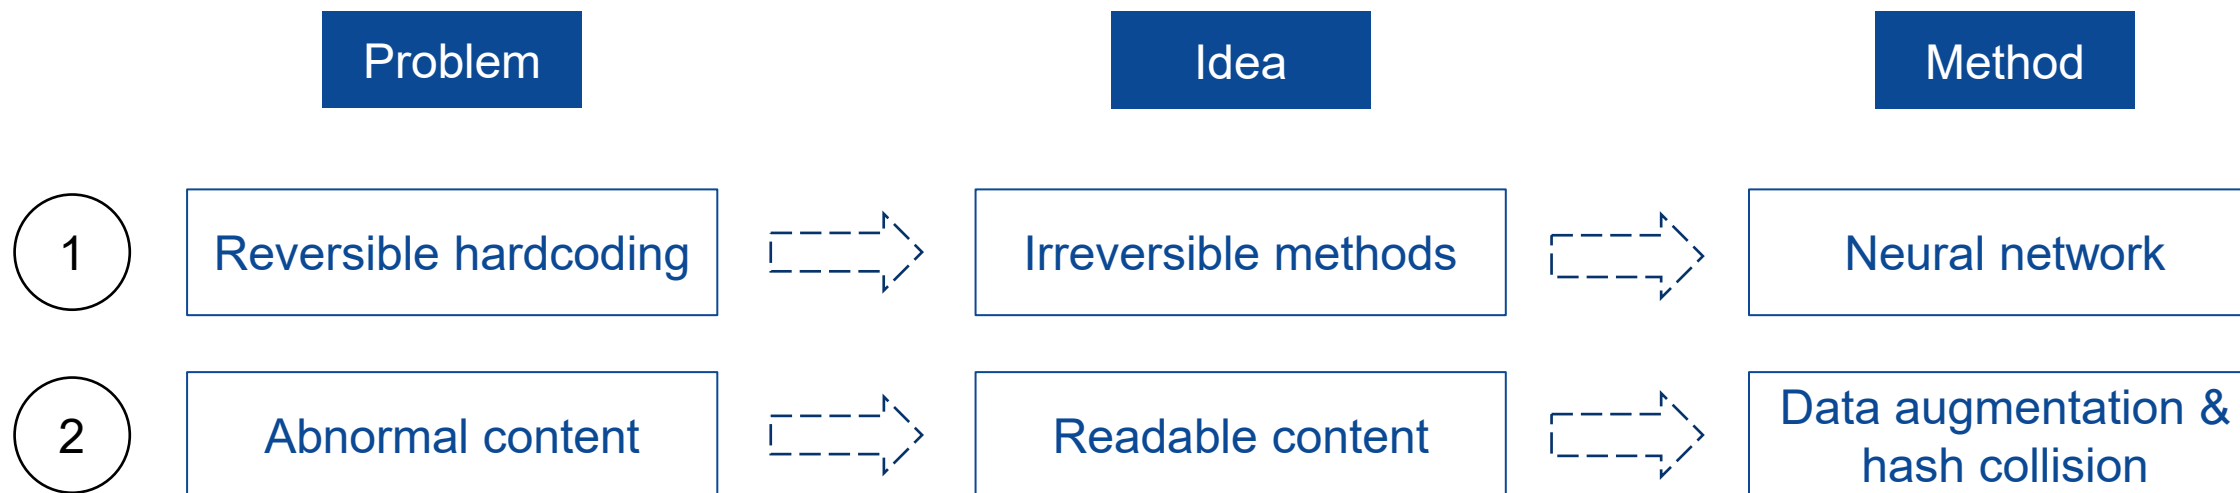 Problem
Idea
Method
1
Reversible hardcoding
Irreversible methods
Neural network
2
Abnormal content
Readable content
Data augmentation &
hash collision